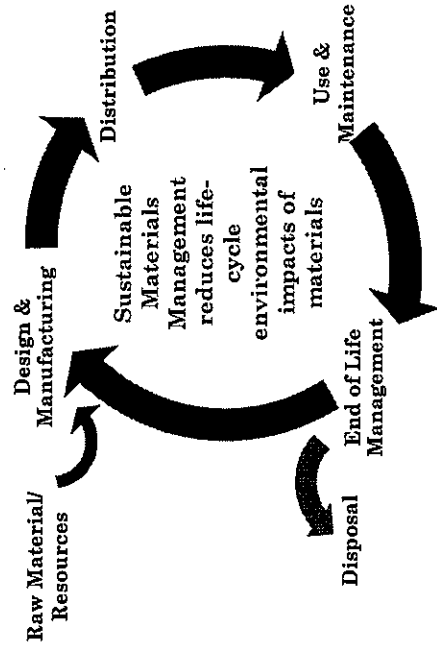 Raw Material/
Resources
Design &
Manufacturing
Distribution
Use &
Maintenance
End of Life
Management
Disposal
Sustainable
Materials
Management
reduces life-
cycle
environmental
impacts of
materials